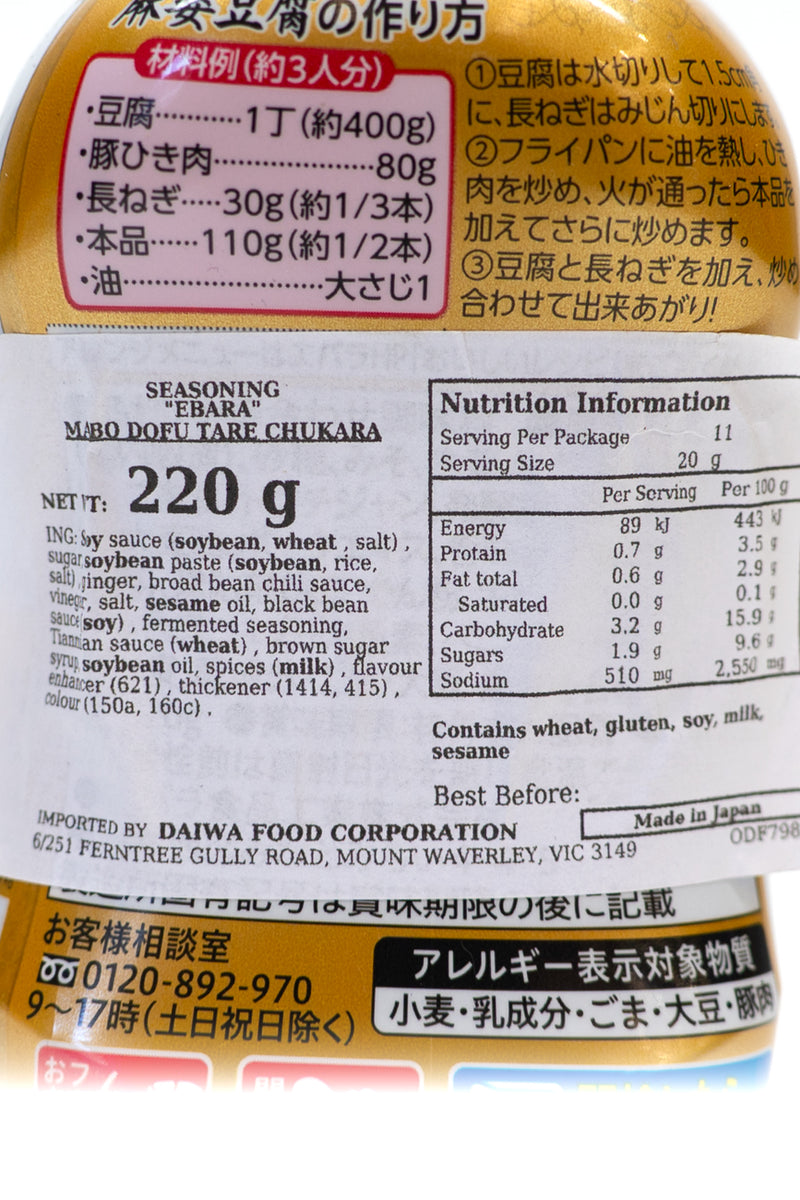 麻婆豆腐の作り方
材料例(約3人分)
・豆腐…………1丁(約400g)
・豚ひき肉………………80g
・長ねぎ……30g(約1/3本)
・本品……110g(約1/2本)
・油……………………大さじ1
①豆腐は水切りして1.5cm
に、長ねぎはみじん切りにします
②フライパンに油を熱し、ひき
肉を炒め、火が通ったら本品を
加えてさらに炒めます。
③豆腐と長ねぎを加え、炒め
合わせて出来あがり!
SEASONING
"EBARA"
MABO DOFU TARE CHUKARA
NET WT: 220 g
ING: Soy sauce (soybean, wheat , salt) ,
sugar, soybean paste (soybean, rice,
salt) ,ginger, broad bean chili sauce,
vinegar, salt, sesame oil, black bean
sauce (soy) , fermented seasoning,
sauce (wheat) , brown sugar
syrup, soybean oil, spices (milk) , flavour
enhancer (621) , thickener (1414, 415) ,
colour (150a, 160c) .
Nutrition Information
Serving Per Package 11
Serving Size 20 g
Per Serving Per 100 g
Energy 89 kJ 443 kJ
Protein 0.7 g 3.5 g
Fat total 0.6 g 2.9 g
Saturated 0.0 g 0.1 g
Carbohydrate 3.2 g 15.9 g
Sugars 1.9 g 9.6 g
Sodium 510 mg 2,550 mg
Contains wheat, gluten, soy, milk,
sesame
Best Before:
Made in Japan
ODF798
IMPORTED BY DAIWA FOOD CORPORATION
6/251 FERNTREE GULLY ROAD, MOUNT WAVERLEY, VIC 3149
製造所固有記号は賞味期限の後に記載
お客様相談室
0120-892-970
9～17時(土日祝日除く)
アレルギー表示対象物質
小麦・乳成分・ごま・大豆・豚肉